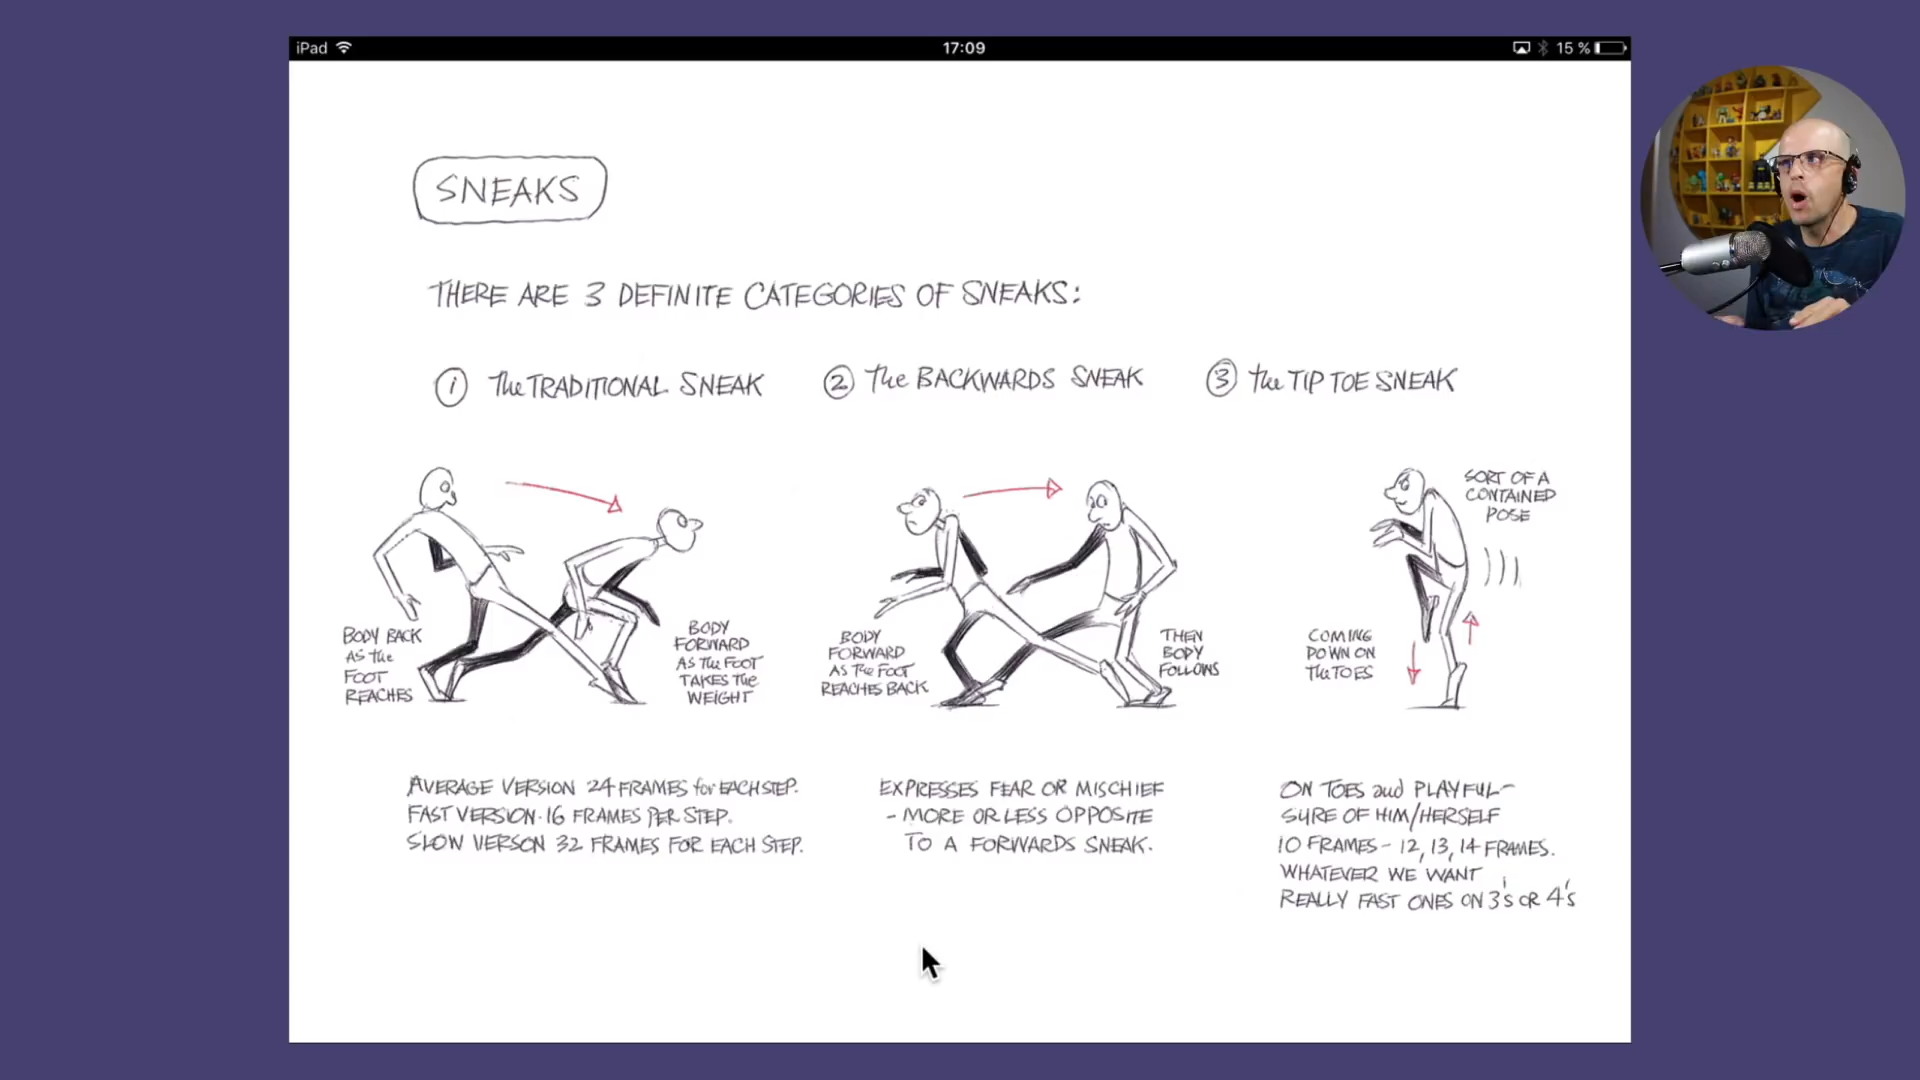 iPad
17:09
15 %
SNEAKS
THERE ARE 3 DEFINITE CATEGORIES OF SNEAKS:
1 The TRADITIONAL SNEAK
2 The BACKWARDS SNEAK
3 The TIP TOE SNEAK
BODY BACK
AS The
FOOT
REACHES
BODY
FORWARD
AS The FOOT
TAKES The
WEIGHT
BODY
FORWARD
AS The FOOT
REACHES BACK
THEN
BODY
FOLLOWS
SORT OF A
CONTAINED
POSE
COMING
DOWN ON
The TOES
AVERAGE VERSION 24 FRAMES for EACH STEP.
FAST VERSION - 16 FRAMES PER STEP.
SLOW VERSON 32 FRAMES FOR EACH STEP.
EXPRESSES FEAR OR MISCHIEF
- MORE OR LESS OPPOSITE
TO A FORWARDS SNEAK.
ON TOES and PLAYFUL -
SURE OF HIM/HERSELF
10 FRAMES - 12, 13, 14 FRAMES.
WHATEVER WE WANT
REALLY FAST ONES ON 3's OR 4's